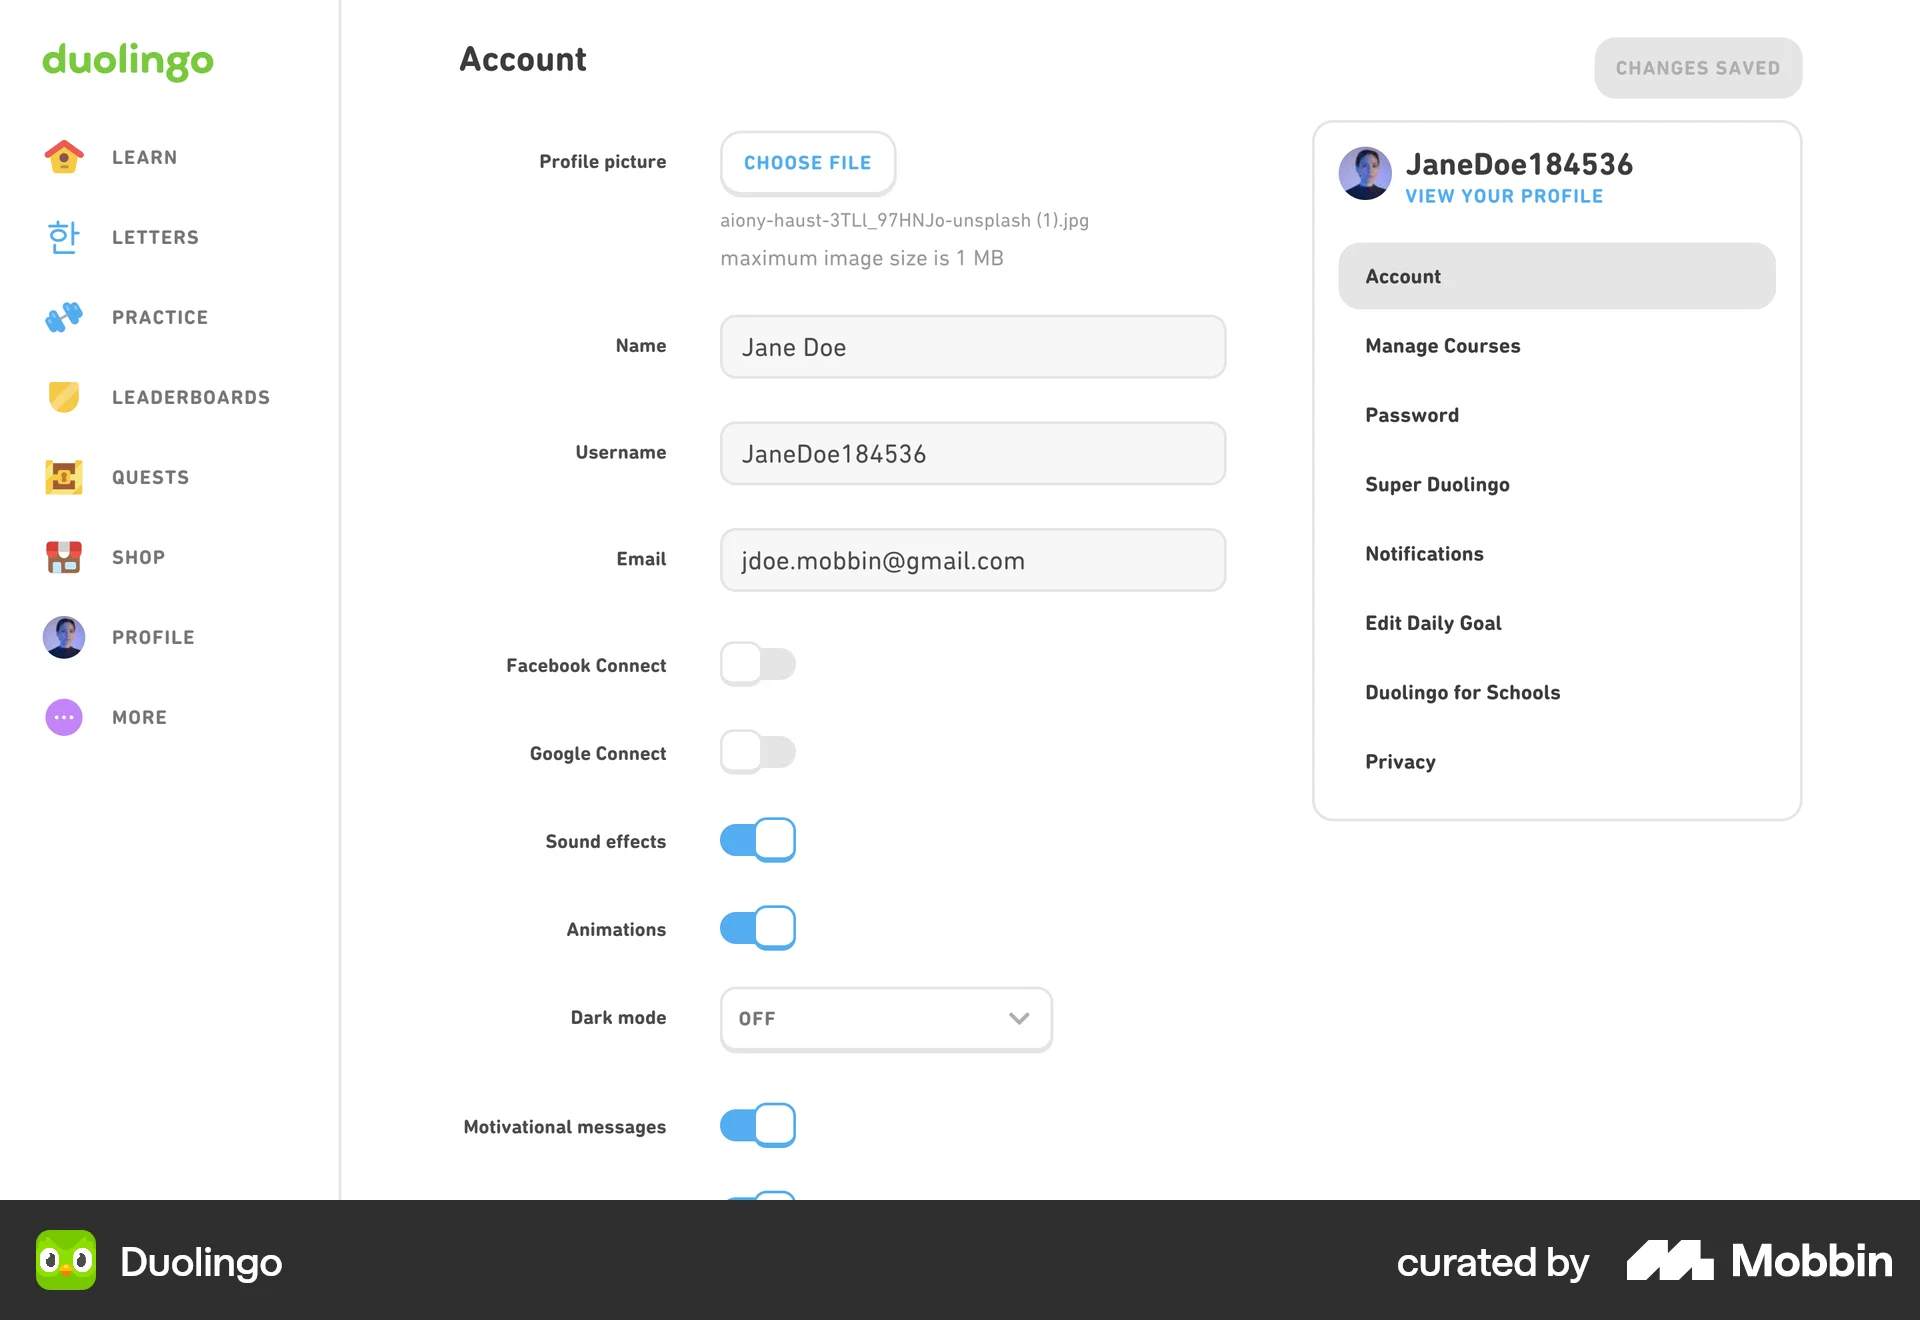 duolingo
LEARN
한
LETTERS
PRACTICE
LEADERBOARDS
QUESTS
SHOP
PROFILE
MORE
Account
CHANGES SAVED
Profile picture
CHOOSE FILE
aiony-haust-3TLl_97HNJo-unsplash (1).jpg
maximum image size is 1 MB
Name
Jane Doe
Username
JaneDoe184536
Email
jdoe.mobbin@gmail.com
Facebook Connect
Google Connect
Sound effects
Animations
Dark mode
OFF
Motivational messages
JaneDoe184536
VIEW YOUR PROFILE
Account
Manage Courses
Password
Super Duolingo
Notifications
Edit Daily Goal
Duolingo for Schools
Privacy
Duolingo
curated by
Mobbin